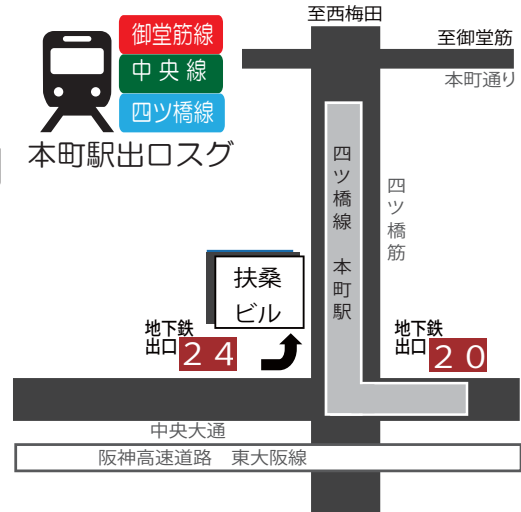 御堂筋線
中央線
四ツ橋線
本町駅出口スグ
至西梅田
至御堂筋
本町通り
四ツ橋線 本町駅
四ツ橋筋
扶桑
ビル
地下鉄
出口 24
地下鉄
出口 20
中央大通
阪神高速道路 東大阪線